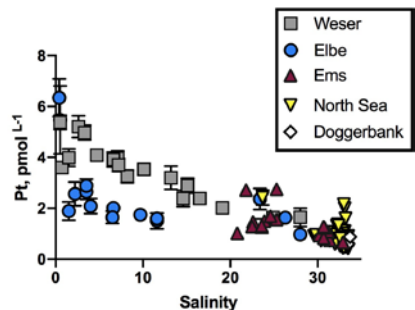 Weser
Elbe
Ems
North Sea
Doggerbank
Pt, pmol L-1
8
6
4
2
0
0
10
20
30
Salinity